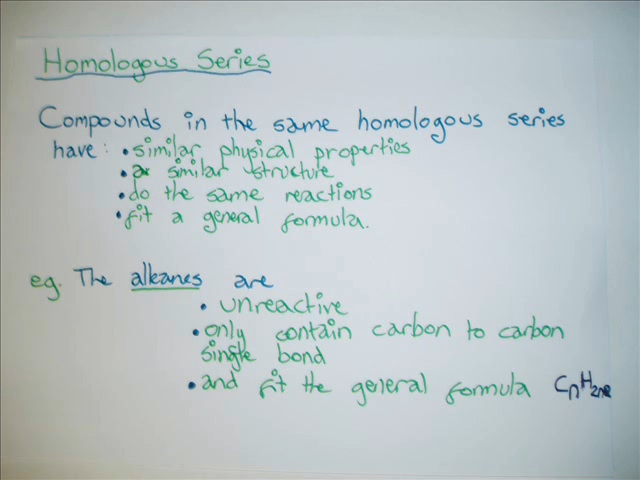 Homologous Series
Compounds in the same homologous series
have: • similar physical properties
• a similar structure
• do the same reactions
• fit a general formula.
eg. The alkanes are
• unreactive
• only contain carbon to carbon
single bond
• and fit the general formula CnH2n